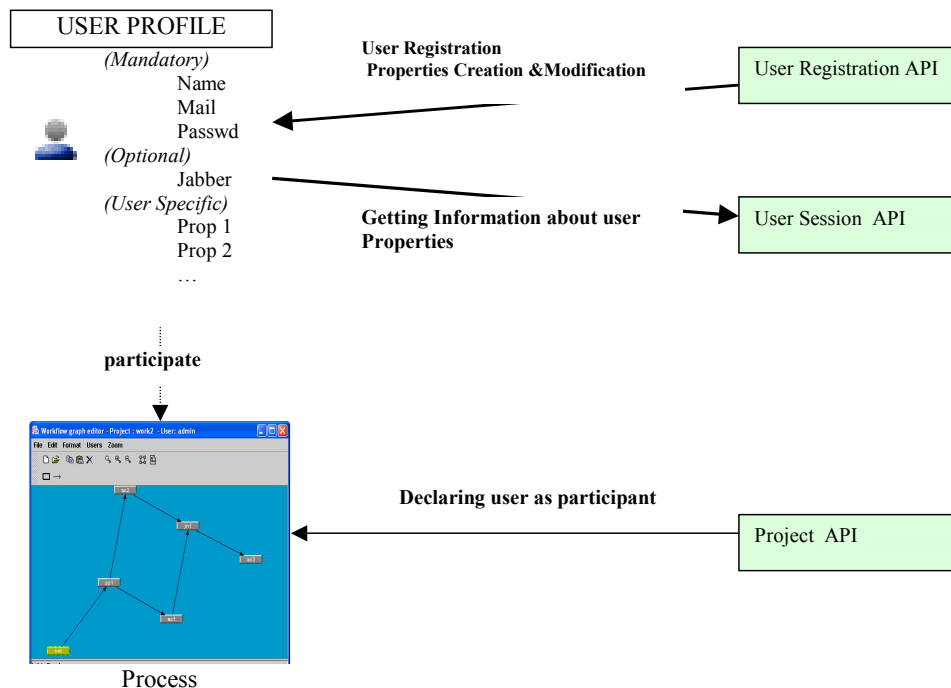 USER PROFILE
(Mandatory)
Name
Mail
Passwd
(Optional)
Jabber
(User Specific)
Prop 1
Prop 2
…
User Registration
Properties Creation &Modification
User Registration API
Getting Information about user
Properties
User Session API
participate
Workflow graph editor - Project : work2 - User: admin
File Edit Format Users Zoom
Declaring user as participant
Project API
Process